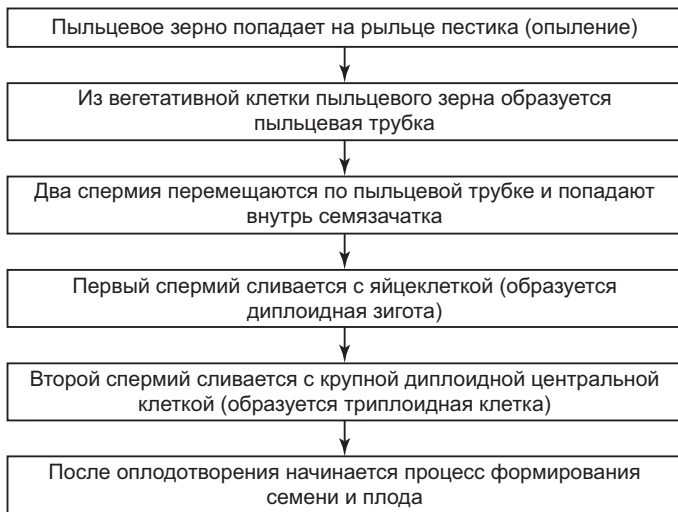 Пыльцевое зерно попадает на рыльце пестика (опыление)
Из вегетативной клетки пыльцевого зерна образуется
пыльцевая трубка
Два спермия перемещаются по пыльцевой трубке и попадают
внутрь семязачатка
Первый спермий сливается с яйцеклеткой (образуется
диплоидная зигота)
Второй спермий сливается с крупной диплоидной центральной
клеткой (образуется триплоидная клетка)
После оплодотворения начинается процесс формирования
семени и плода